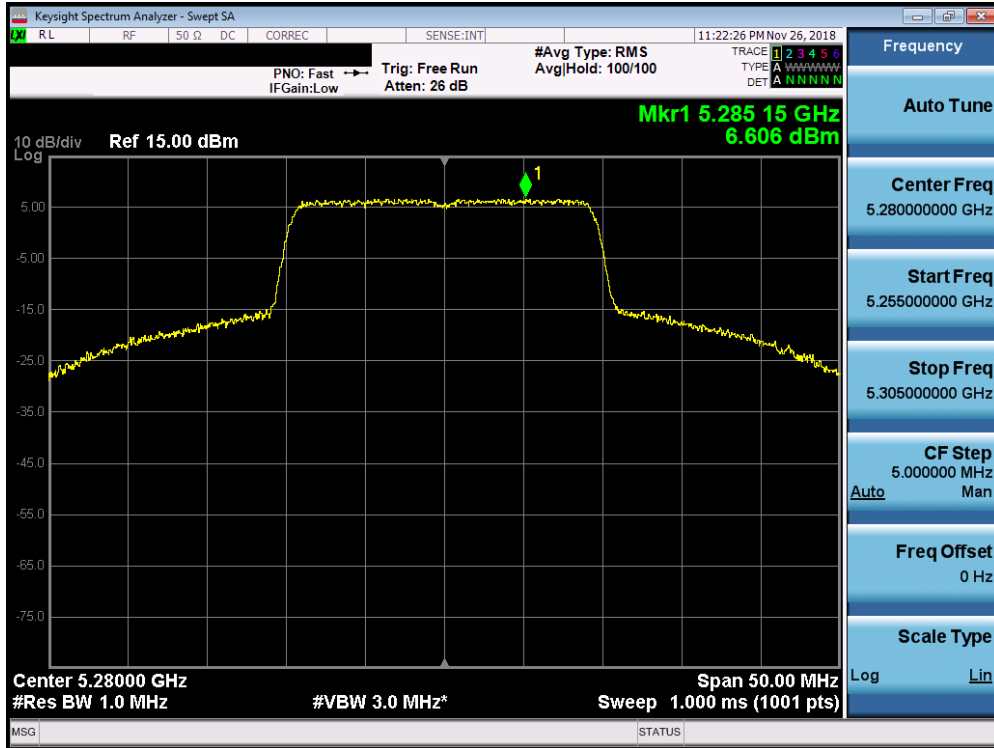 Keysight Spectrum Analyzer - Swept SA
LXI RL RF 50 Ω DC CORREC SENSE:INT 11:22:26 PM Nov 26, 2018
PNO: Fast
IFGain:Low
Trig: Free Run
Atten: 26 dB
#Avg Type: RMS
Avg|Hold: 100/100
TRACE 1 2 3 4 5 6
TYPE A WWWWW
DET A N N N N N
Mkr1 5.285 15 GHz
6.606 dBm
10 dB/div Ref 15.00 dBm
Log
1
5.00
-5.00
-15.0
-25.0
-35.0
-45.0
-55.0
-65.0
-75.0
Center 5.28000 GHz Span 50.00 MHz
#Res BW 1.0 MHz #VBW 3.0 MHz* Sweep 1.000 ms (1001 pts)
MSG STATUS
Frequency
Auto Tune
Center Freq
5.280000000 GHz
Start Freq
5.255000000 GHz
Stop Freq
5.305000000 GHz
CF Step
5.000000 MHz
Auto Man
Freq Offset
0 Hz
Scale Type
Log Lin